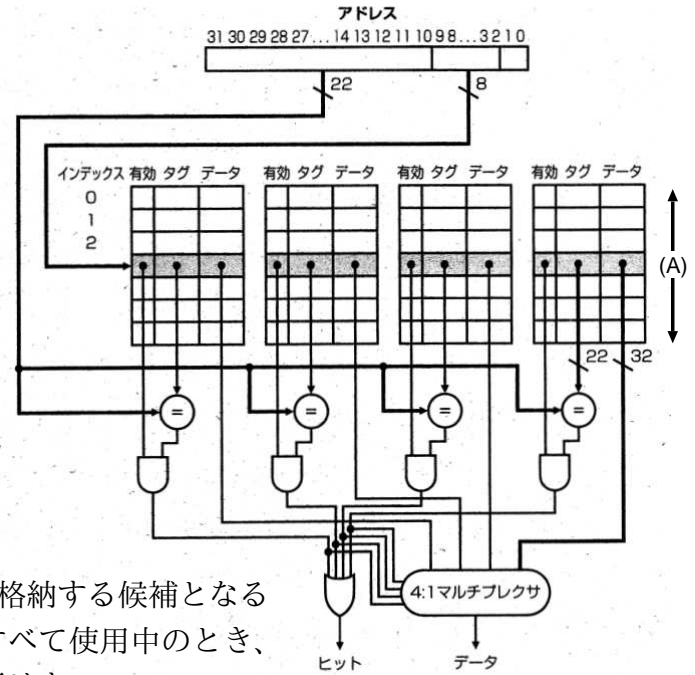 アドレス
31 30 29 28 27...14 13 12 11 10 9 8...3 2 1 0
22
8
インデックス 有効 タグ データ 有効 タグ データ 有効 タグ データ 有効 タグ データ
0
1
2
(A)
22
32
= = = =
格納する候補となる
4:1マルチプレクサ
すべて使用中のとき、
ヒット
データ